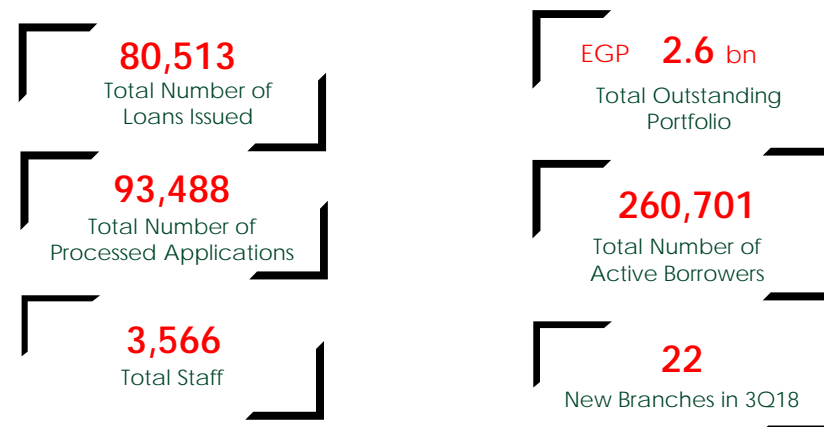 80,513
Total Number of
Loans Issued
EGP 2.6 bn
Total Outstanding
Portfolio
93,488
Total Number of
Processed Applications
260,701
Total Number of
Active Borrowers
3,566
Total Staff
22
New Branches in 3Q18